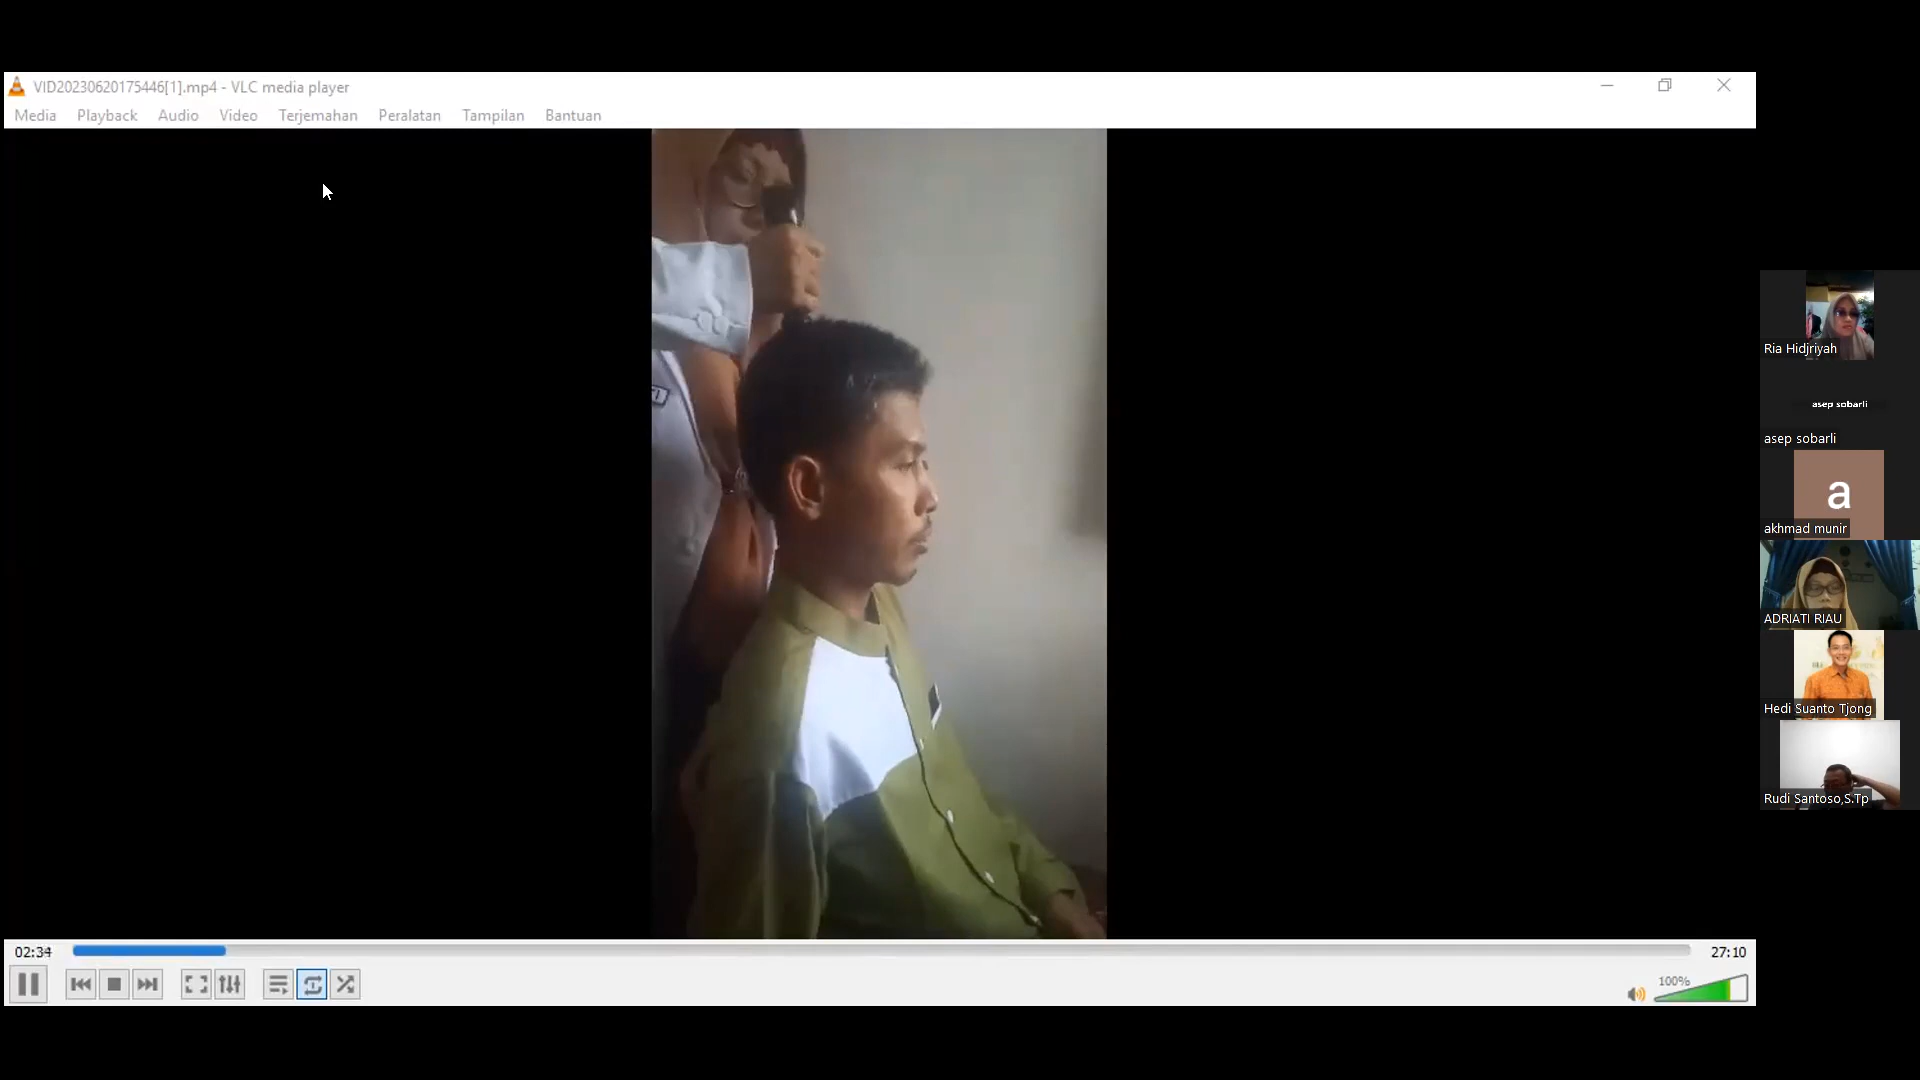 VID20230620175446[1].mp4 - VLC media player
Media Playback Audio Video Terjemahan Peralatan Tampilan Bantuan
Ria Hidjriyah
asep sobarli
asep sobarli
a
akhmad munir
ADRIATI RIAU
Hedi Suanto Tjong
Rudi Santoso,S.Tp
02:34
27:10
100%